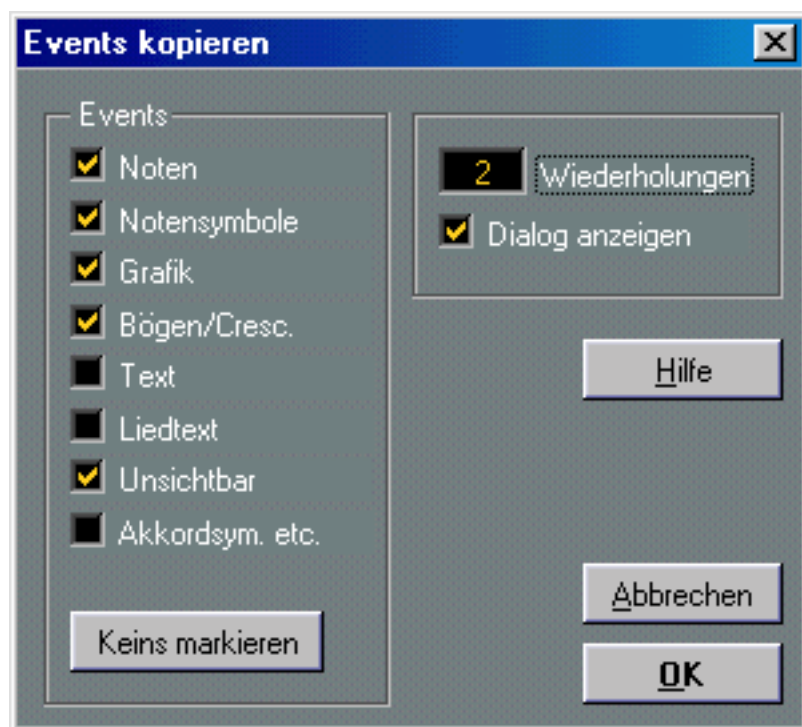 Events kopieren
Events
Noten
Notensymbole
Grafik
Bögen/Cresc.
Text
Liedtext
Unsichtbar
Akkordsym. etc.
Keins markieren
2 Wiederholungen
Dialog anzeigen
Hilfe
Abbrechen
OK